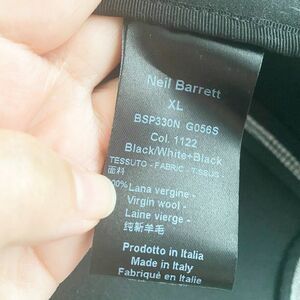 Neil Barrett
XL
BSP330N G056S
Col. 1122
Black/White+Black
TESSUTO - FABRIC - TISSUS -
面料
100% Lana vergine -
Virgin wool -
Laine vierge -
纯新羊毛
Prodotto in Italia
Made in Italy
Fabriqué en Italie